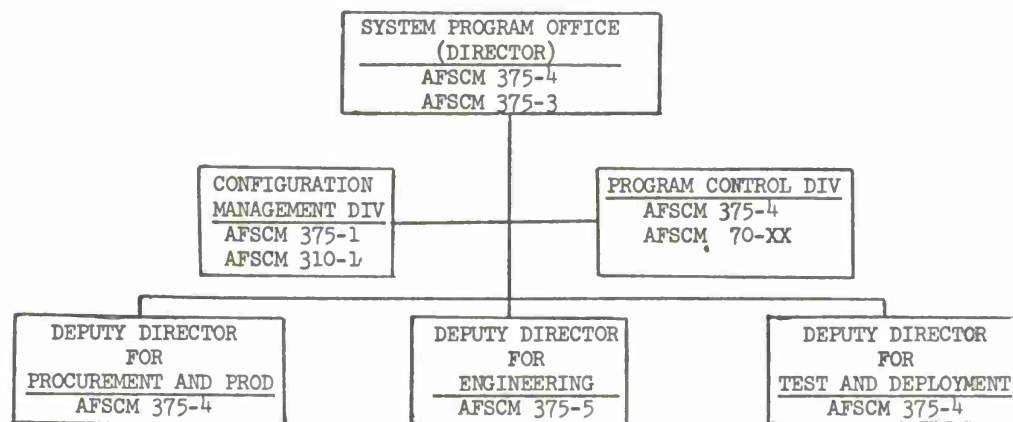 SYSTEM PROGRAM OFFICE
(DIRECTOR)
AFSCM 375-4
AFSCM 375-3
CONFIGURATION
MANAGEMENT DIV
AFSCM 375-1
AFSCM 310-1
PROGRAM CONTROL DIV
AFSCM 375-4
AFSCM 70-XX
DEPUTY DIRECTOR
FOR
PROCUREMENT AND PROD
AFSCM 375-4
DEPUTY DIRECTOR
FOR
ENGINEERING
AFSCM 375-5
DEPUTY DIRECTOR
FOR
TEST AND DEPLOYMENT
AFSCM 375-4